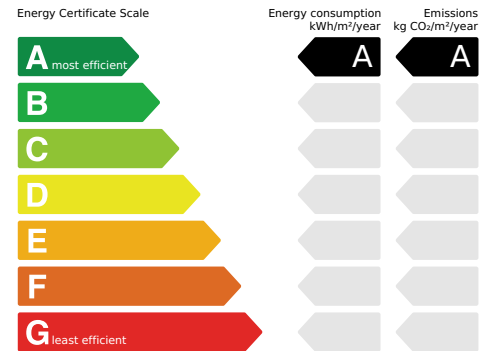 Energy Certificate Scale
Energy consumption
kWh/m²/year
Emissions
kg CO₂/m²/year
A most efficient
A
A
B
C
D
E
F
G least efficient